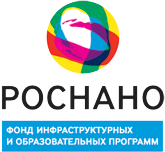 РОСНАНО
ФОНД ИНФРАСТРУКТУРНЫХ
И ОБРАЗОВАТЕЛЬНЫХ ПРОГРАММ